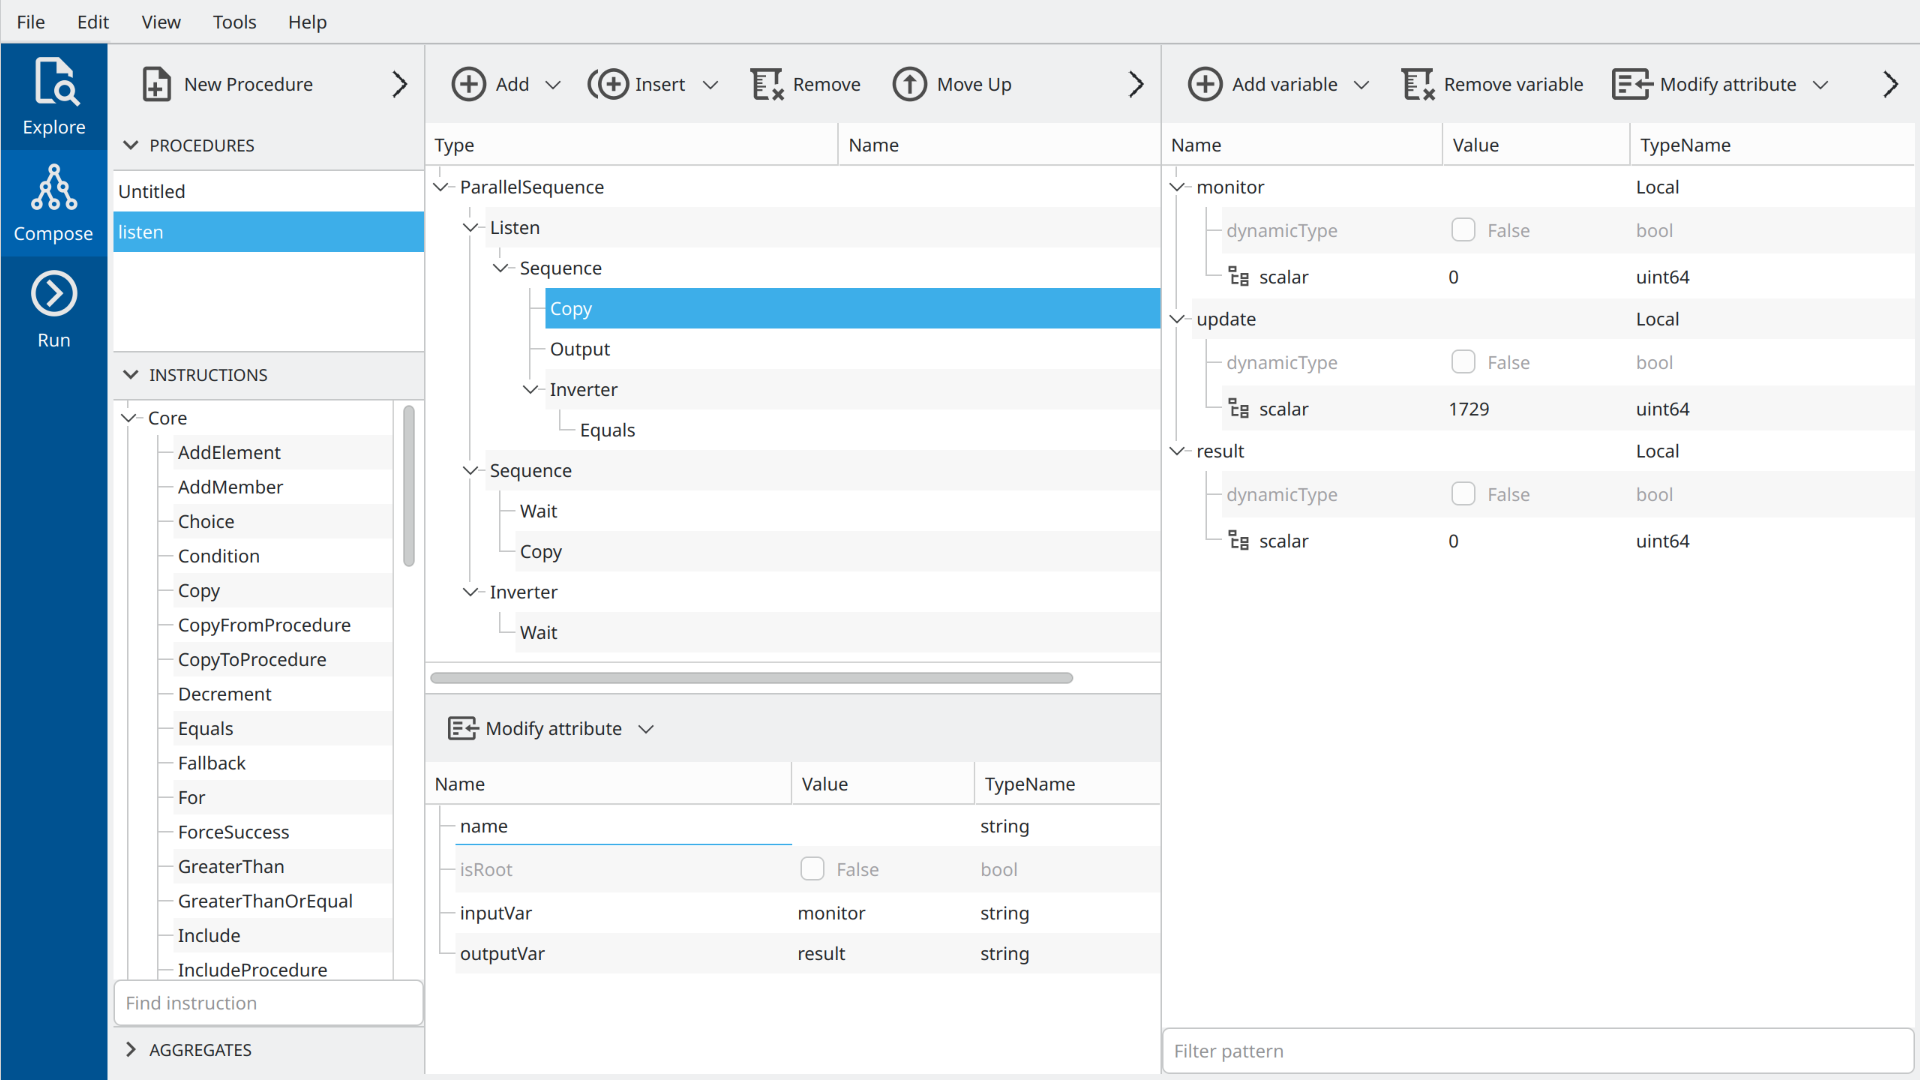 File Edit View Tools Help
Explore
Compose
Run
New Procedure
PROCEDURES
Untitled
listen
INSTRUCTIONS
Core
AddElement
AddMember
Choice
Condition
Copy
CopyFromProcedure
CopyToProcedure
Decrement
Equals
Fallback
For
ForceSuccess
GreaterThan
GreaterThanOrEqual
Include
IncludeProcedure
Find instruction
AGGREGATES
Add Insert Remove Move Up
Type Name
ParallelSequence
Listen
Sequence
Copy
Output
Inverter
Equals
Sequence
Wait
Copy
Inverter
Wait
Modify attribute
Name Value TypeName
name string
isRoot False bool
inputVar monitor string
outputVar result string
Add variable Remove variable Modify attribute
Name Value TypeName
monitor Local
dynamicType False bool
scalar 0 uint64
update Local
dynamicType False bool
scalar 1729 uint64
result Local
dynamicType False bool
scalar 0 uint64
Filter pattern